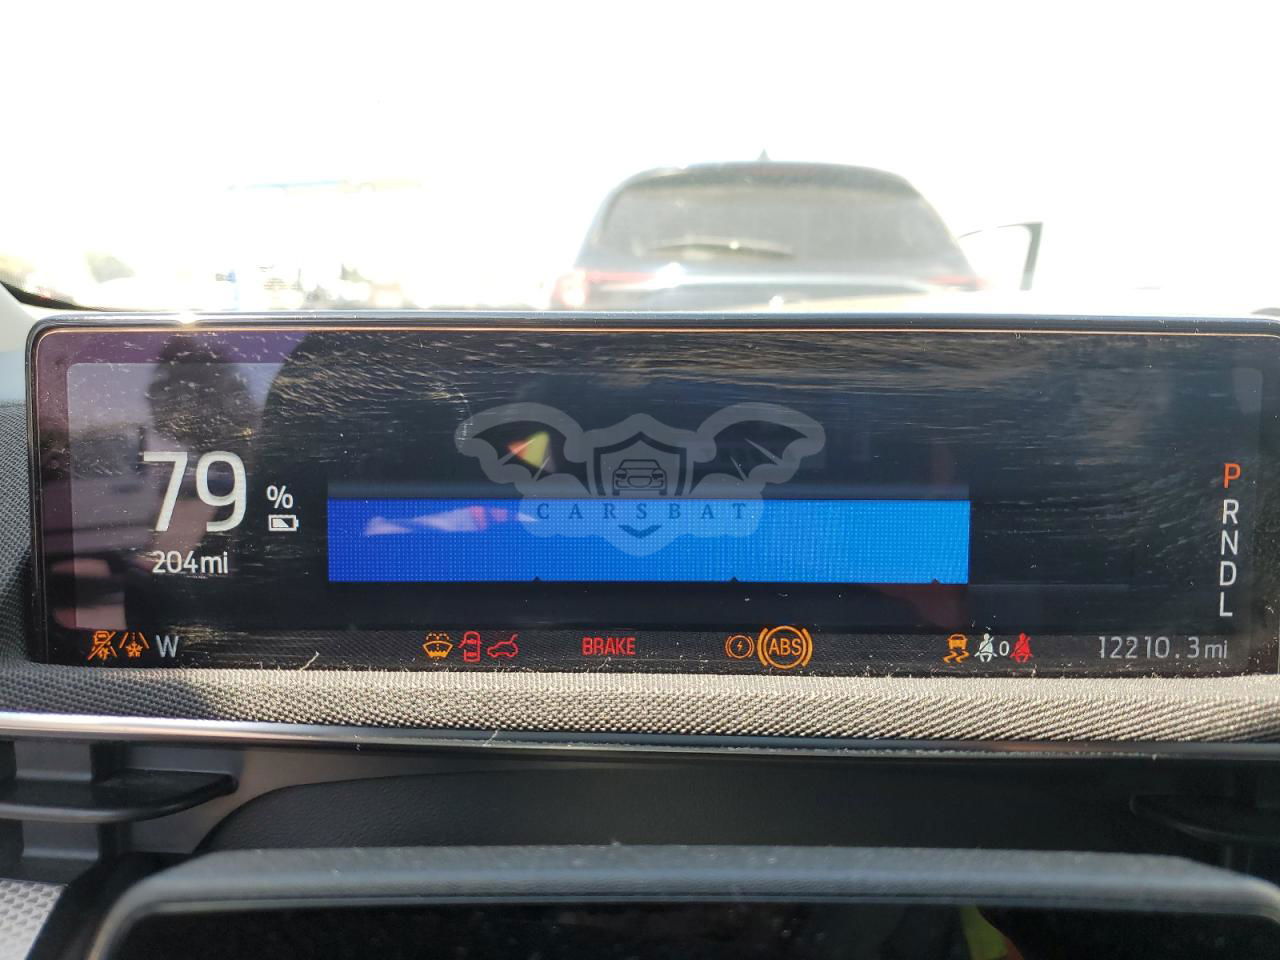 CARSBAT
79 %
204mi
P
R
N
D
L
W
BRAKE
ABS
0
12210.3mi